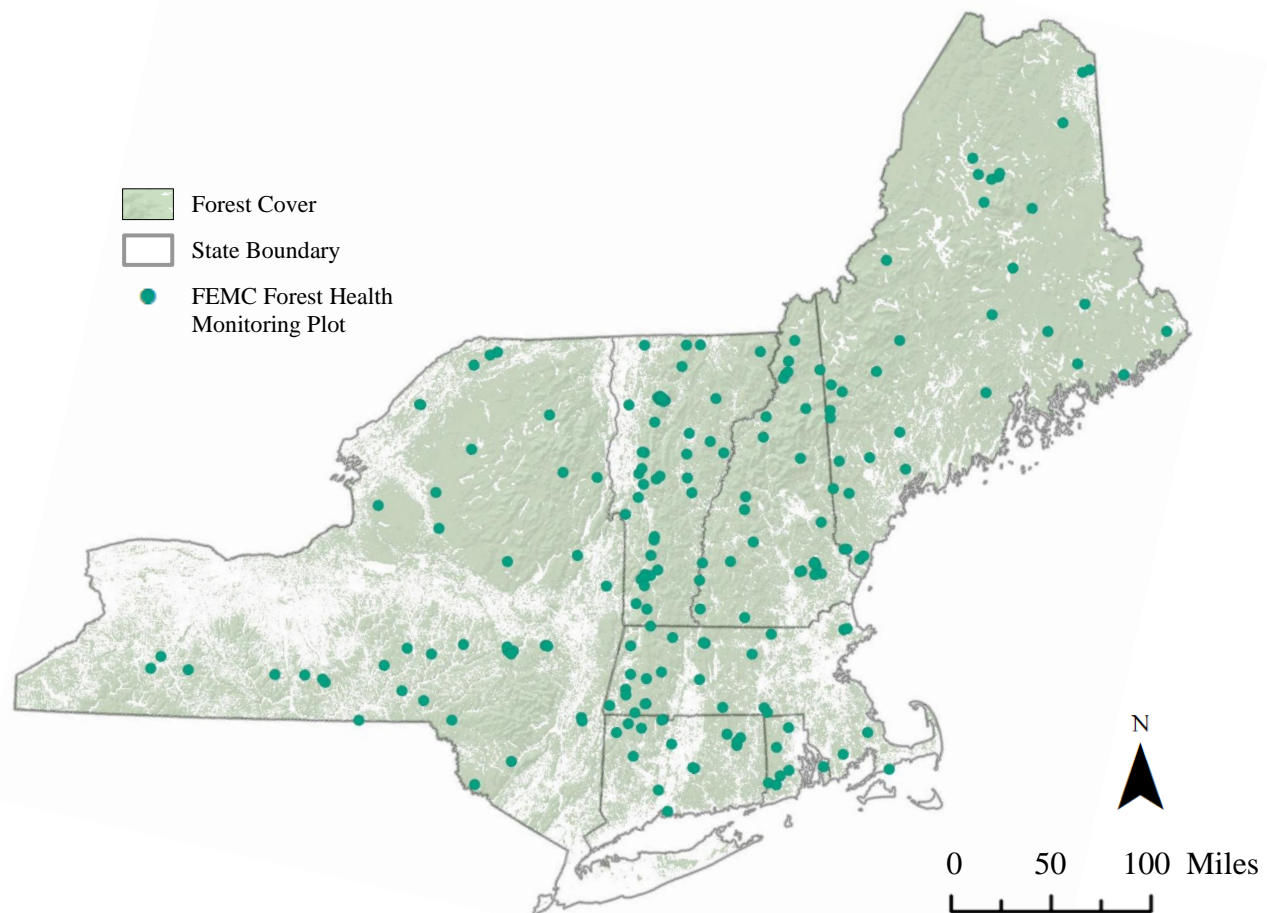 Forest Cover
State Boundary
FEMC Forest Health
Monitoring Plot
N
0 50 100 Miles